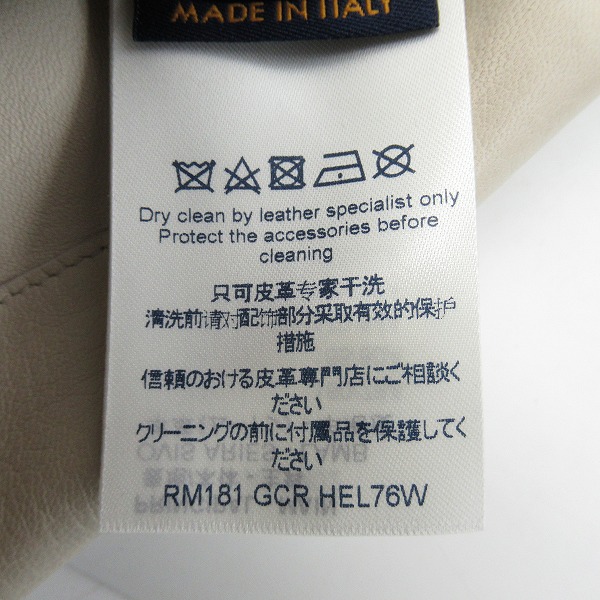 MADE IN ITALY
Dry clean by leather specialist only
Protect the accessories before
cleaning
只可皮革专家干洗
清洗前请对配饰部分采取有效的保护
措施
信頼のおける皮革専門店にご相談く
ださい
クリーニングの前に付属品を保護してく
ださい
RM181 GCR HEL76W